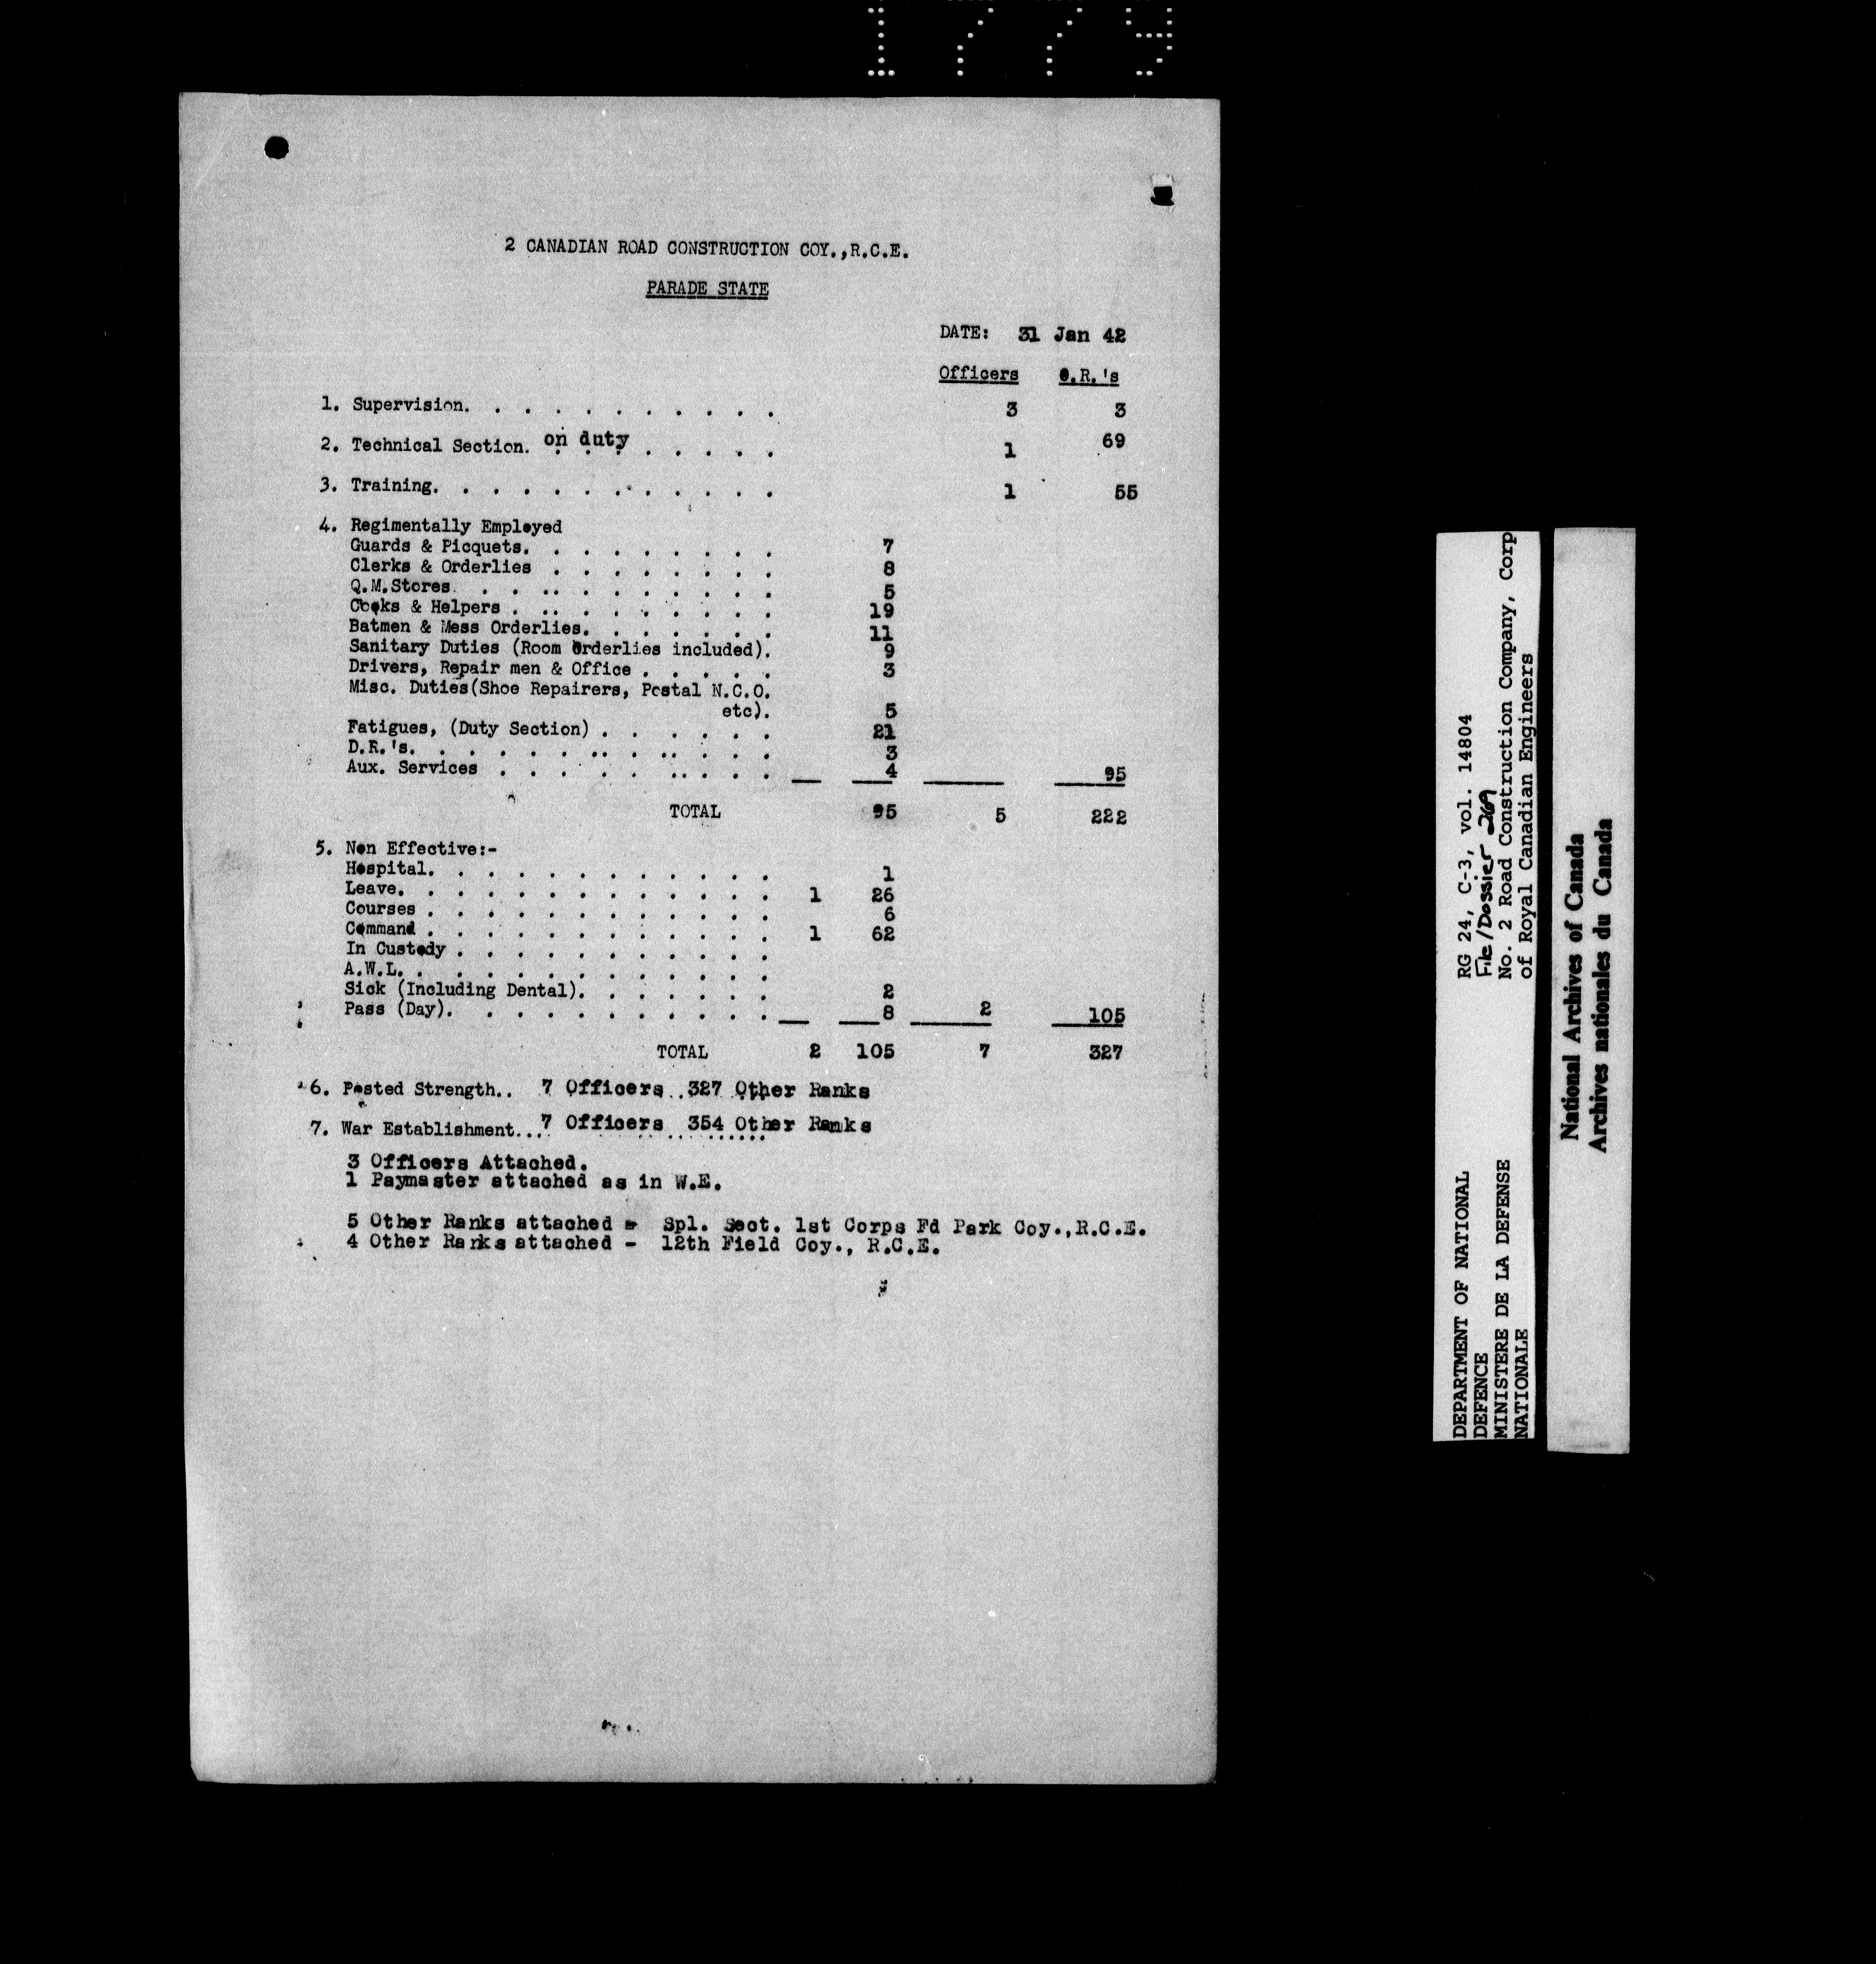 1779
2 CANADIAN ROAD CONSTRUCTION COY.,R.C.E.
PARADE STATE
DATE: 31 Jan 42
Officers O.R.'s
1. Supervision. . . . . . . . . . . 3 3
2. Technical Section. on duty . . . . . 1 69
3. Training. . . . . . . . . . . . 1 55
4. Regimentally Employed
Guards & Picquets. . . . . . . . . 7
Clerks & Orderlies . . . . . . . . 8
Q.M.Stores. . . . . . . . . . . 5
Cooks & Helpers . . . . . . . . . 19
Batmen & Mess Orderlies. . . . . . . 11
Sanitary Duties (Room Orderlies included). 9
Drivers, Repair men & Office . . . . . 3
Misc. Duties(Shoe Repairers, Postal N.C.O.
etc). 5
Fatigues, (Duty Section) . . . . . . 21
D.R.'s. . . . . . . . . . . . . 3
Aux. Services . . . . . . . . . . 4 95
TOTAL 95 5 222
5. Non Effective:-
Hospital. . . . . . . . . . . . 1
Leave. . . . . . . . . . . . . 1 26
Courses . . . . . . . . . . . . 6
Command . . . . . . . . . . . . 1 62
In Custody . . . . . . . . . . .
A.W.L. . . . . . . . . . . . .
Sick (Including Dental). . . . . . . 2
Pass (Day). . . . . . . . . . . 8 2 105
TOTAL 2 105 7 327
6. Posted Strength.. 7 Officers 327 Other Ranks
7. War Establishment...7 Officers 354 Other Ranks
3 Officers Attached.
1 Paymaster attached as in W.E.
5 Other Ranks attached - Spl. Sect. 1st Corps Fd Park Coy.,R.C.E.
4 Other Ranks attached - 12th Field Coy., R.C.E.
DEPARTMENT OF NATIONAL
DEFENCE
MINISTERE DE LA DEFENSE
NATIONALE
RG 24, C-3, vol. 14804
File/Dossier 269
No. 2 Road Construction Company, Corp
of Royal Canadian Engineers
National Archives of Canada
Archives nationales du Canada